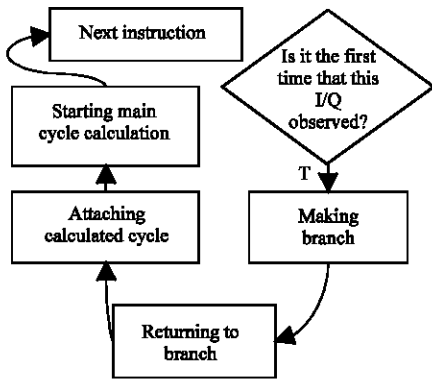 Next instruction
Is it the first
time that this
I/Q
observed?
Starting main
cycle calculation
T
Attaching
calculated cycle
Making
branch
Returning to
branch